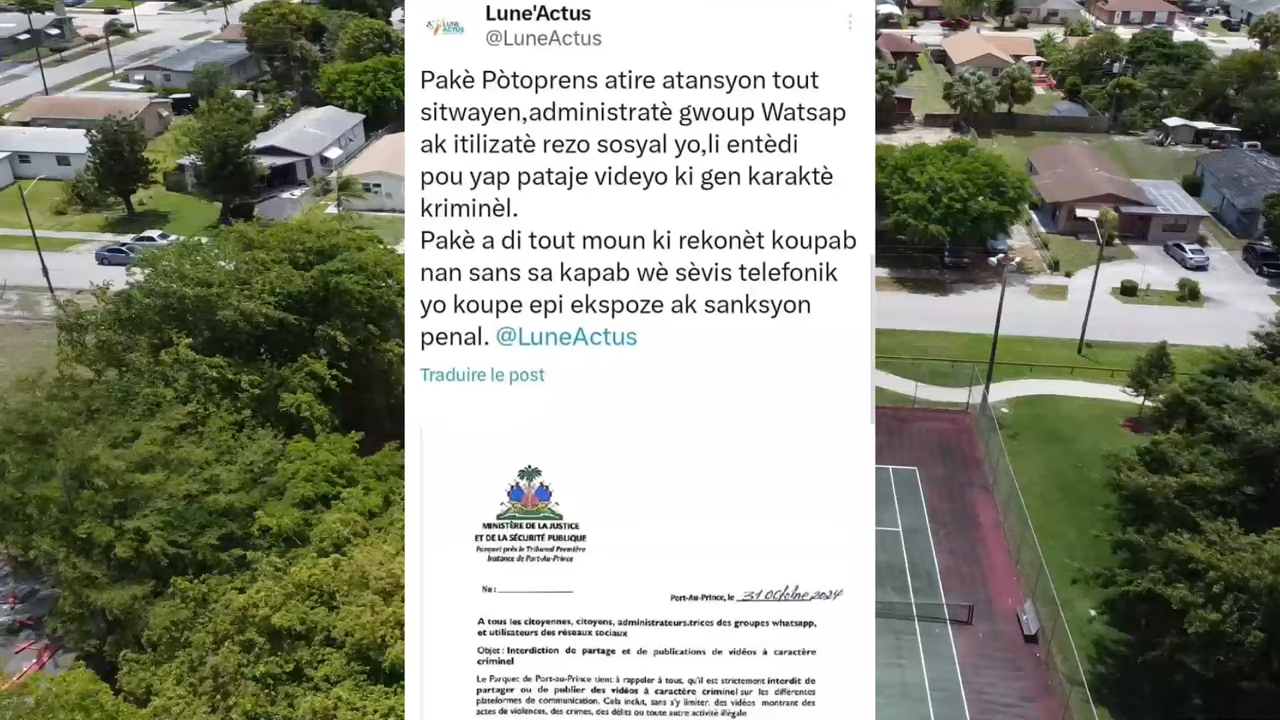 LUNE
ACTUS
Lune'Actus
@LuneActus
Pakè Pòtoprens atire atansyon tout
sitwayen,administratè gwoup Watsap
ak itilizatè rezo sosyal yo,li entèdi
pou yap pataje videyo ki gen karaktè
kriminèl.
Pakè a di tout moun ki rekonèt koupab
nan sans sa kapab wè sèvis telefonik
yo koupe epi ekspoze ak sanksyon
penal. @LuneActus
Traduire le post
MINISTÈRE DE LA JUSTICE
ET DE LA SÉCURITÉ PUBLIQUE
Parquet près le Tribunal Première
Instance de Port-Au-Prince
No:
Port-Au-Prince, le 31 Octobre 2024
A tous les citoyennes, citoyens, administrateurs.trices des groupes whatsapp,
et utilisateurs des réseaux sociaux
Objet: Interdiction de partage et de publications de vidéos à caractère
criminel
Le Parquet de Port-au-Prince tient à rappeler à tous, qu'il est strictement interdit de
partager ou de publier des vidéos à caractère criminel sur les différentes
plateformes de communication. Cela inclut, sans s'y limiter, des vidéos montrant des
actes de violences, des crimes, des délits ou toute autre activité illégale